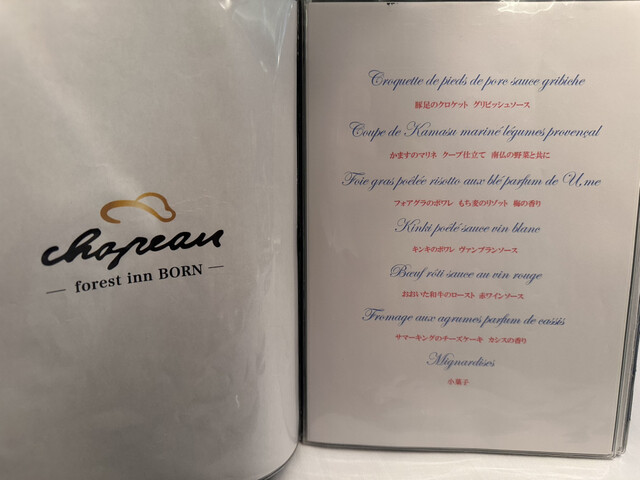 chapeau
forest inn BORN
Croquette de pieds de porc sauce gribiche
豚足のクロケット グリビッシュソース
Coupe de Kamasu mariné légumes provençal
かますのマリネ クープ仕立て 南仏の野菜と共に
Foie gras poêlée risotto aux blé parfum de U,me
フォアグラのポワレ もち麦のリゾット 梅の香り
Kinki poêlé sauce vin blanc
キンキのポワレ ヴァンブランソース
Bœuf rôti sauce au vin rouge
おおいた和牛のロースト 赤ワインソース
Fromage aux agrumes parfum de cassis
サマーキングのチーズケーキ カシスの香り
Mignardises
小菓子